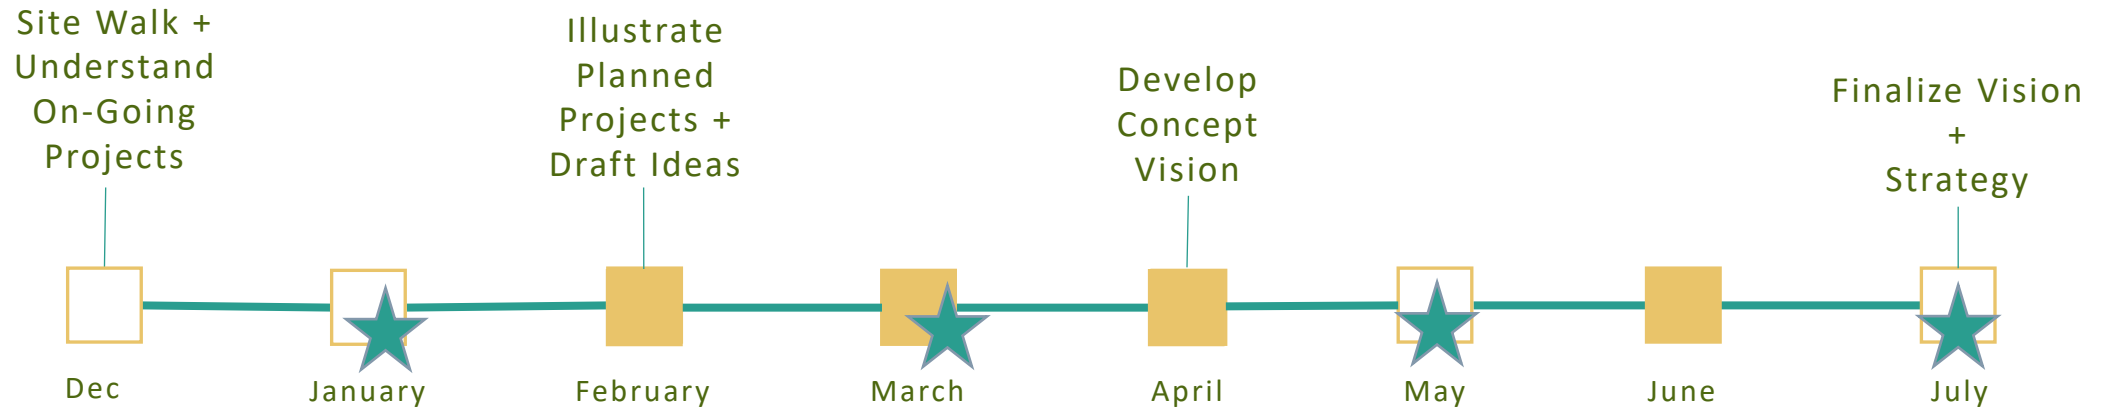 Site Walk +
Understand
On-Going
Projects
Illustrate
Planned
Projects +
Draft Ideas
Develop
Concept
Vision
Finalize Vision
+
Strategy
Dec
January
February
March
April
May
June
July